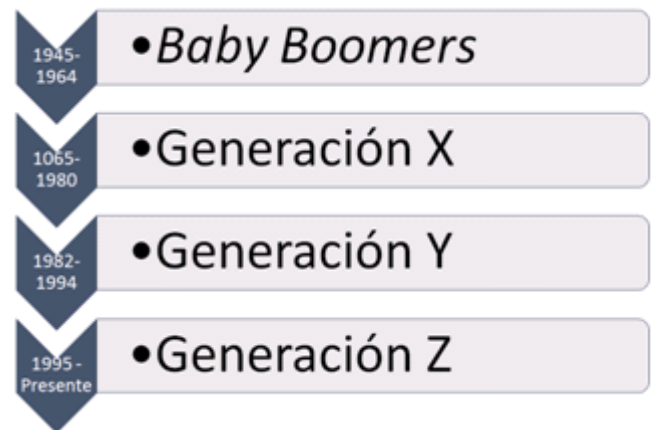 1945-
1964
•Baby Boomers
1065-
1980
•Generación X
1982-
1994
•Generación Y
1995 -
Presente
•Generación Z